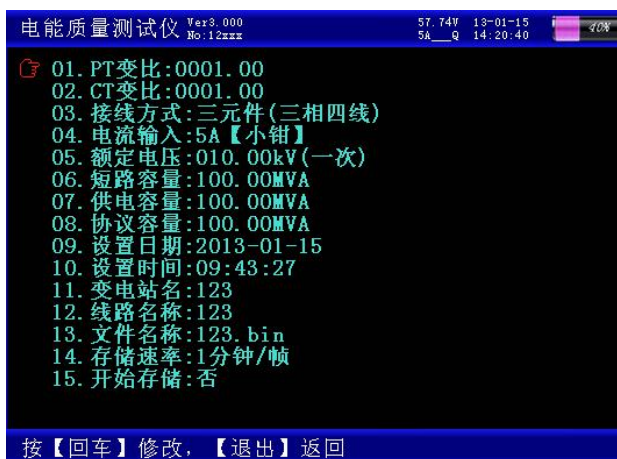 电能质量测试仪 Ver3.000 No:12xxx 57.74V 13-01-15 5A__Q 14:20:40 40%
01.PT变比:0001.00
02.CT变比:0001.00
03.接线方式:三元件(三相四线)
04.电流输入:5A【小钳】
05.额定电压:010.00kV(一次)
06.短路容量:100.00MVA
07.供电容量:100.00MVA
08.协议容量:100.00MVA
09.设置日期:2013-01-15
10.设置时间:09:43:27
11.变电站名:123
12.线路名称:123
13.文件名称:123.bin
14.存储速率:1分钟/帧
15.开始存储:否
按【回车】修改,【退出】返回